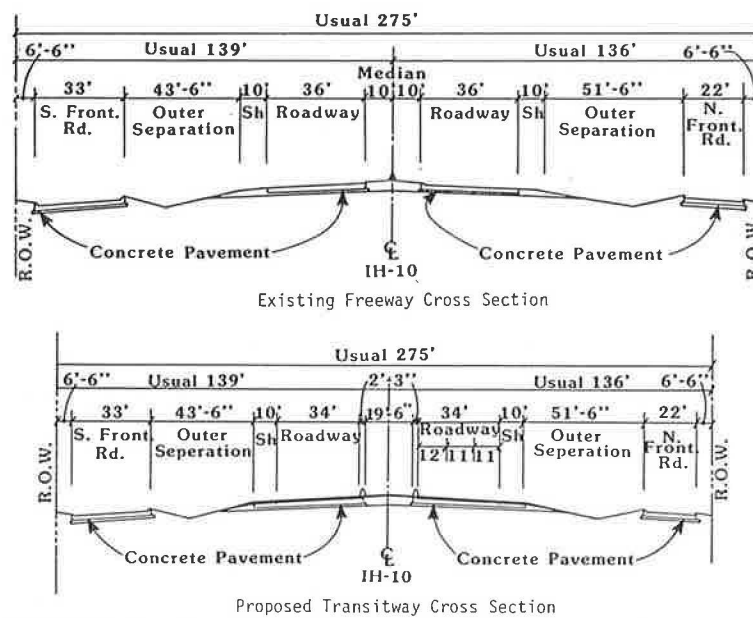 Usual 275'
6'-6" Usual 139' Usual 136' 6'-6"
Median
33' 43'-6" 10' 36' 10 10' 36' 10' 51'-6" 22'
S. Front. Rd. Outer Separation Sh Roadway Roadway Sh Outer Separation N. Front. Rd.
R.O.W. Concrete Pavement ℄ Concrete Pavement R.O.W.
IH-10
Existing Freeway Cross Section
Usual 275'
6'-6" Usual 139' 2'-3" Usual 136' 6'-6"
33' 43'-6" 10' 34' 19'-6" 34' 10' 51'-6" 22'
S. Front. Rd. Outer Seperation Sh Roadway Roadway Sh Outer Seperation N. Front. Rd.
12' 11' 11'
R.O.W. R.O.W.
Concrete Pavement ℄ Concrete Pavement
IH-10
Proposed Transitway Cross Section